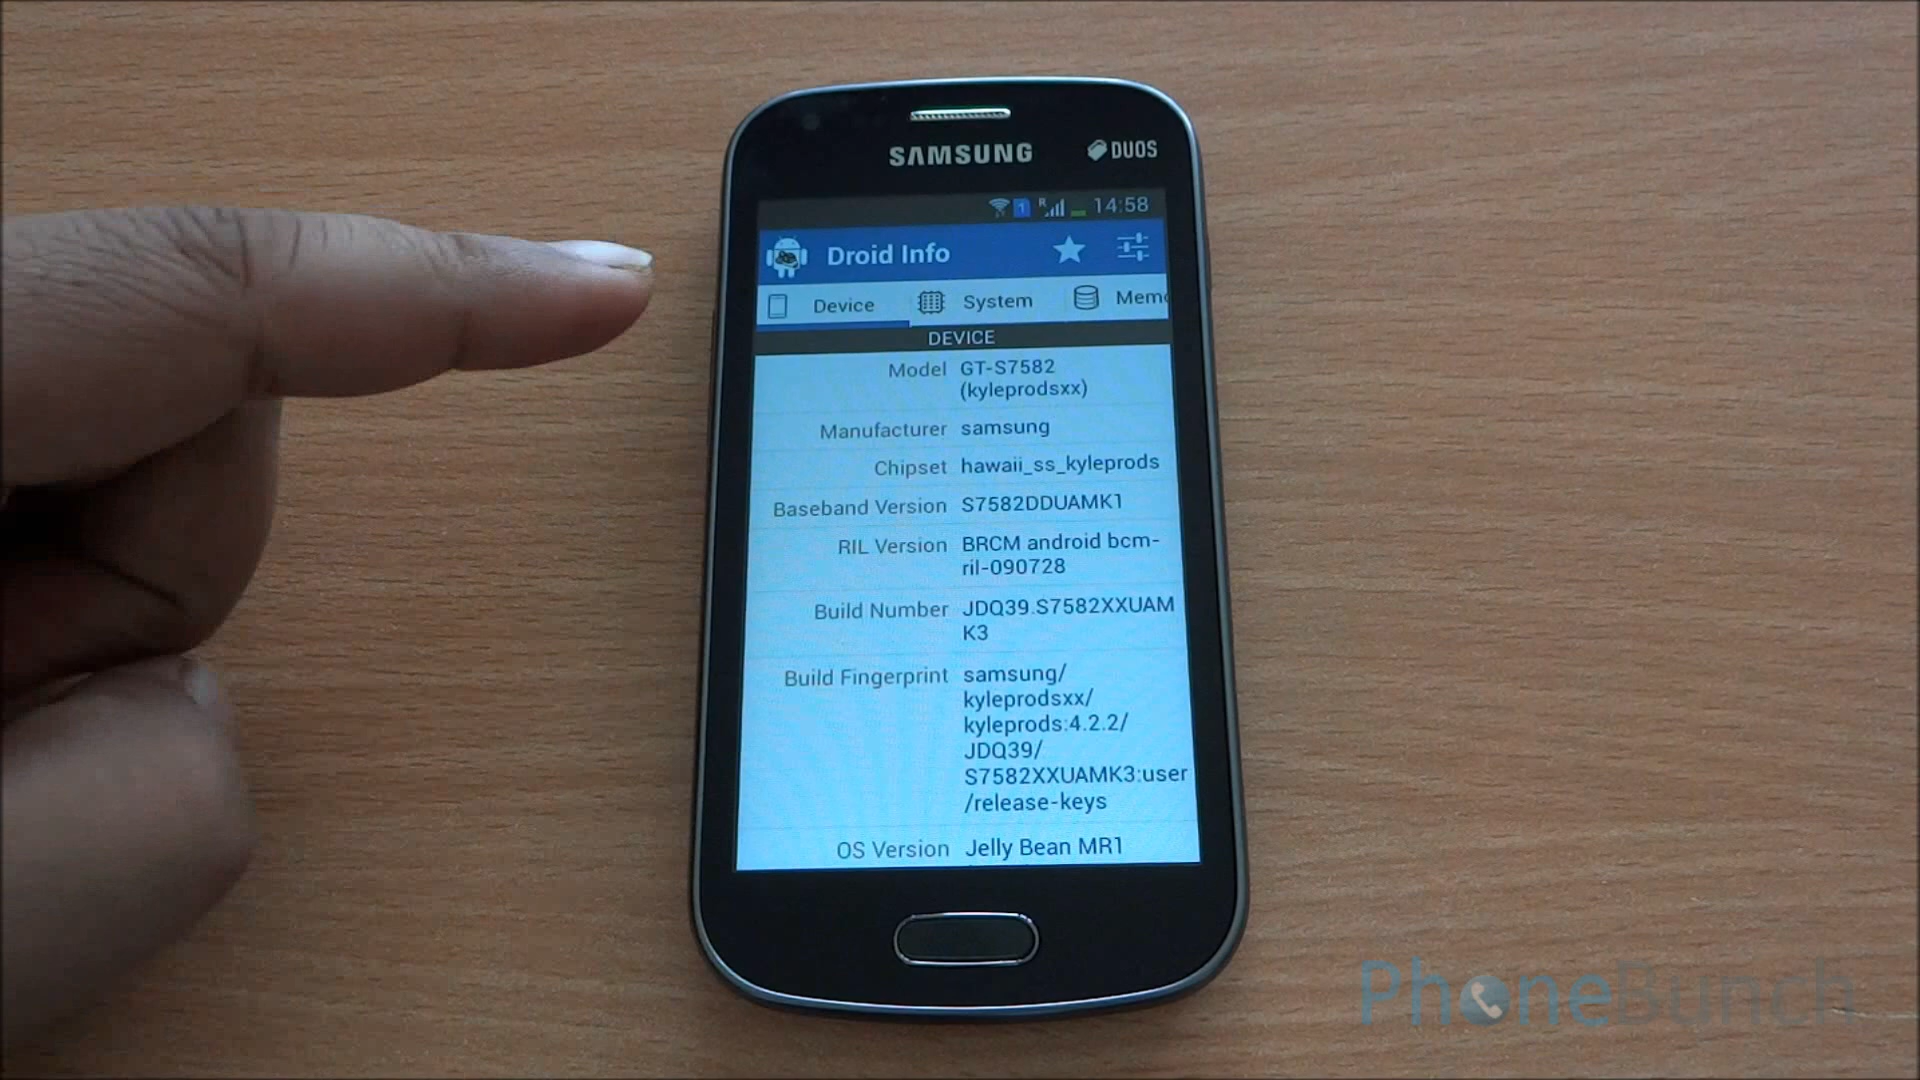 SAMSUNG
DUOS
1 R 14:58
Droid Info
Device System Memo
DEVICE
Model GT-S7582
(kyleprodsxx)
Manufacturer samsung
Chipset hawaii_ss_kyleprods
Baseband Version S7582DDUAMK1
RIL Version BRCM android bcm-
ril-090728
Build Number JDQ39.S7582XXUAM
K3
Build Fingerprint samsung/
kyleprodsxx/
kyleprods:4.2.2/
JDQ39/
S7582XXUAMK3:user
/release-keys
OS Version Jelly Bean MR1
PhoneBunch